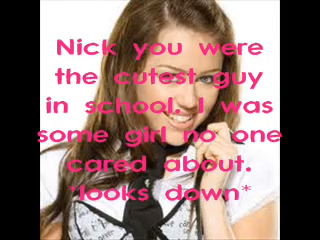 Nick you were
the cutest guy
in school. I was
some girl no one
cared about.
*looks down*